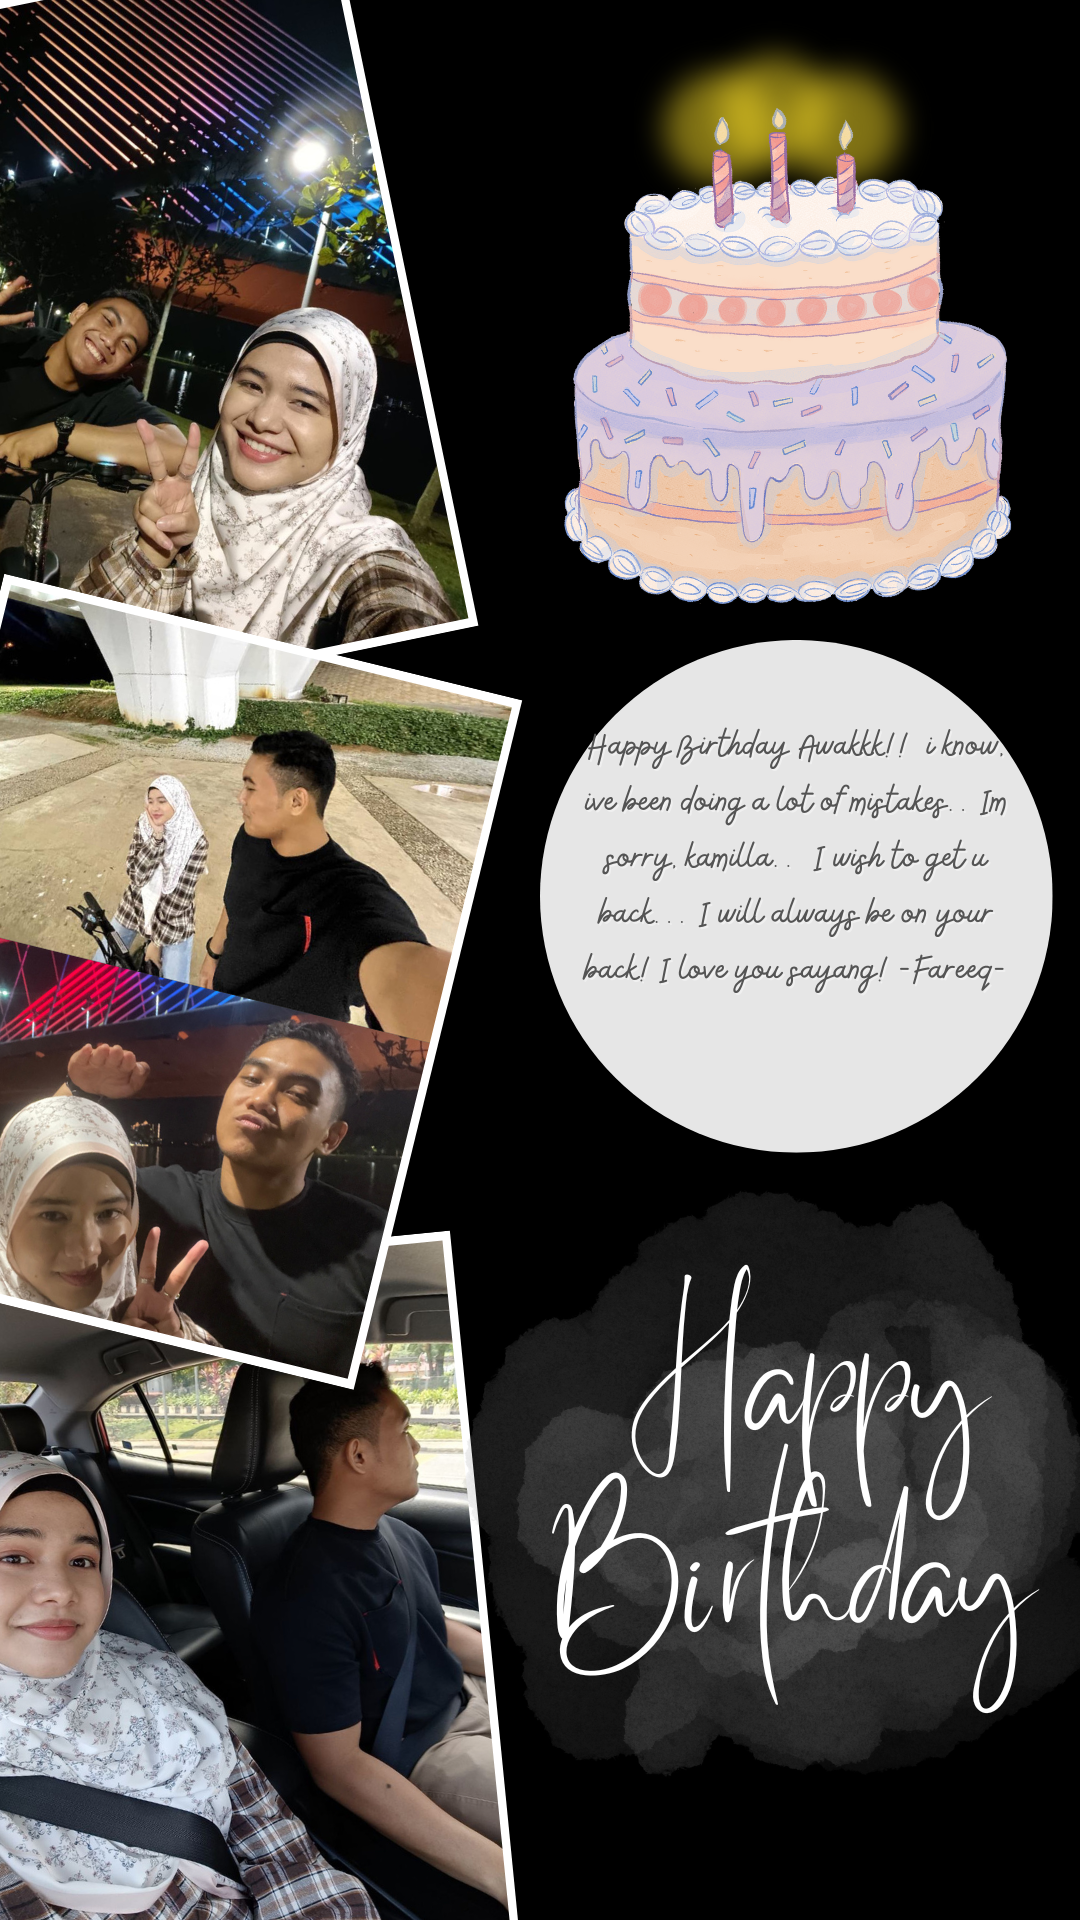 Happy Birthday Awakkk!! i know,
ive been doing a lot of mistakes.. Im
sorry, kamilla.. I wish to get u
back... I will always be on your
back! I love you sayang! -Fareeq-
Happy
Birthday